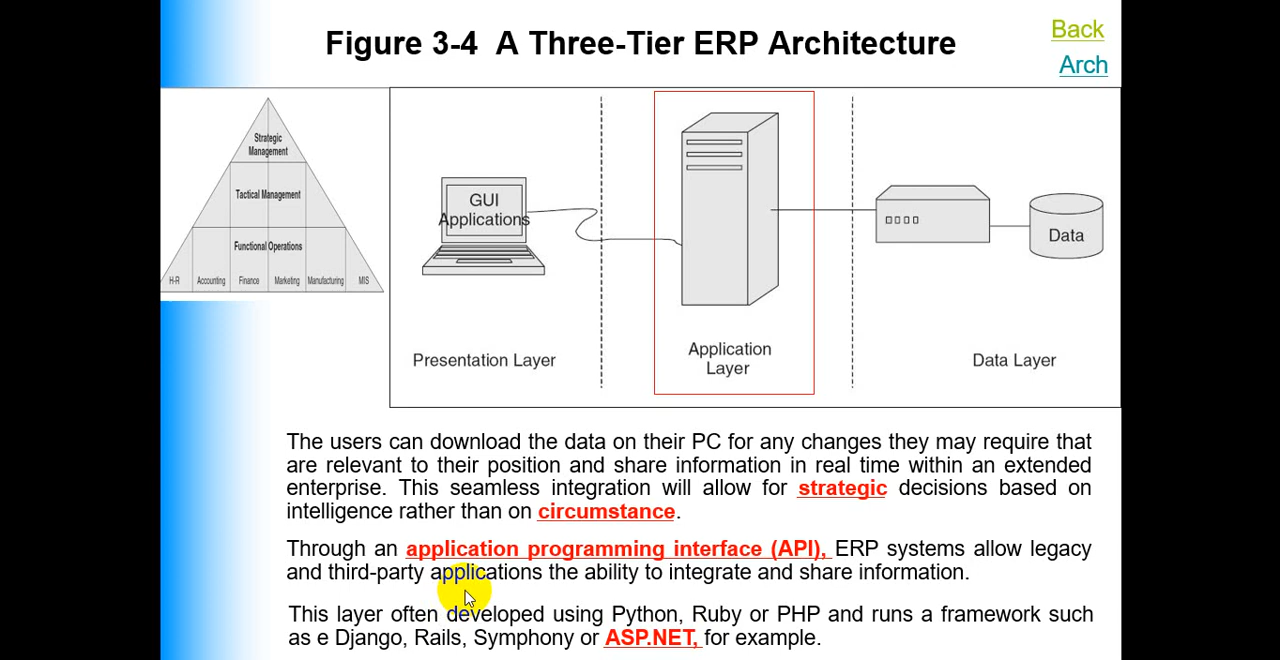 Figure 3-4 A Three-Tier ERP Architecture
Back
Arch
Strategic
Management
Tactical Management
Functional Operations
H-R Accounting Finance Marketing Manufacturing MIS
GUI
Applications
Data
Presentation Layer
Application
Layer
Data Layer
The users can download the data on their PC for any changes they may require that
are relevant to their position and share information in real time within an extended
enterprise. This seamless integration will allow for strategic decisions based on
intelligence rather than on circumstance.
Through an application programming interface (API), ERP systems allow legacy
and third-party applications the ability to integrate and share information.
This layer often developed using Python, Ruby or PHP and runs a framework such
as e Django, Rails, Symphony or ASP.NET, for example.